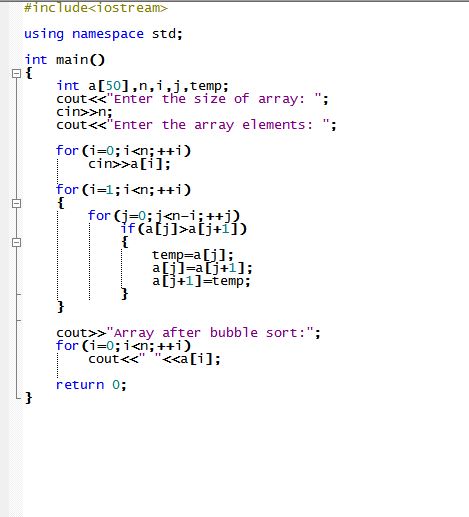 #include<iostream>
using namespace std;
int main()
{
int a[50],n,i,j,temp;
cout<<"Enter the size of array: ";
cin>>n;
cout<<"Enter the array elements: ";
for(i=0;i<n;++i)
cin>>a[i];
for(i=1;i<n;++i)
{
for(j=0;j<n-i;++j)
if(a[j]>a[j+1])
{
temp=a[j];
a[j]=a[j+1];
a[j+1]=temp;
}
}
cout>>"Array after bubble sort:";
for(i=0;i<n;++i)
cout<<" "<<a[i];
return 0;
}